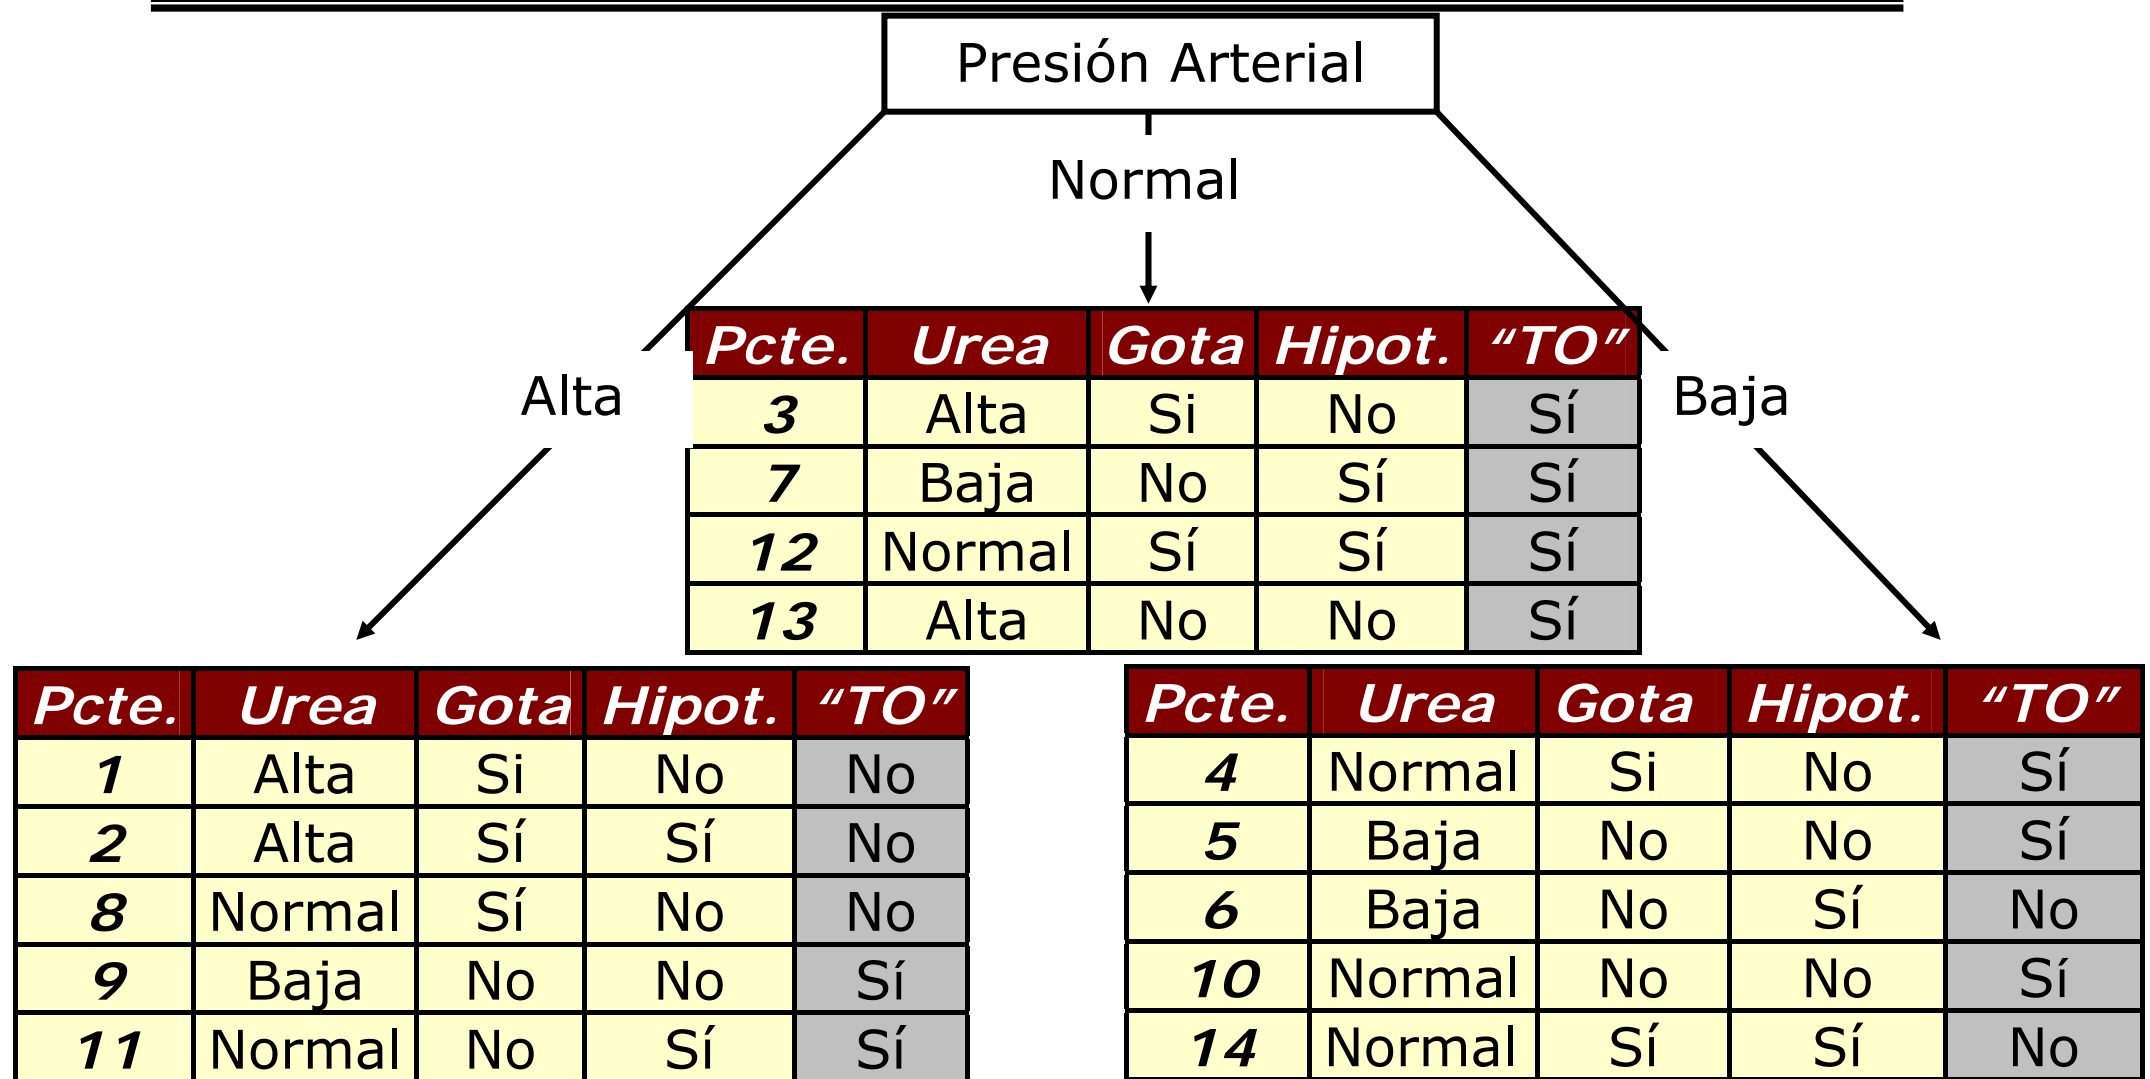 Presión Arterial
Normal
Alta
Baja
Pcte. Urea Gota Hipot. “TO”
3 Alta Si No Sí
7 Baja No Sí Sí
12 Normal Sí Sí Sí
13 Alta No No Sí
Pcte. Urea Gota Hipot. “TO”
1 Alta Si No No
2 Alta Sí Sí No
8 Normal Sí No No
9 Baja No No Sí
11 Normal No Sí Sí
Pcte. Urea Gota Hipot. “TO”
4 Normal Si No Sí
5 Baja No No Sí
6 Baja No Sí No
10 Normal No No Sí
14 Normal Sí Sí No